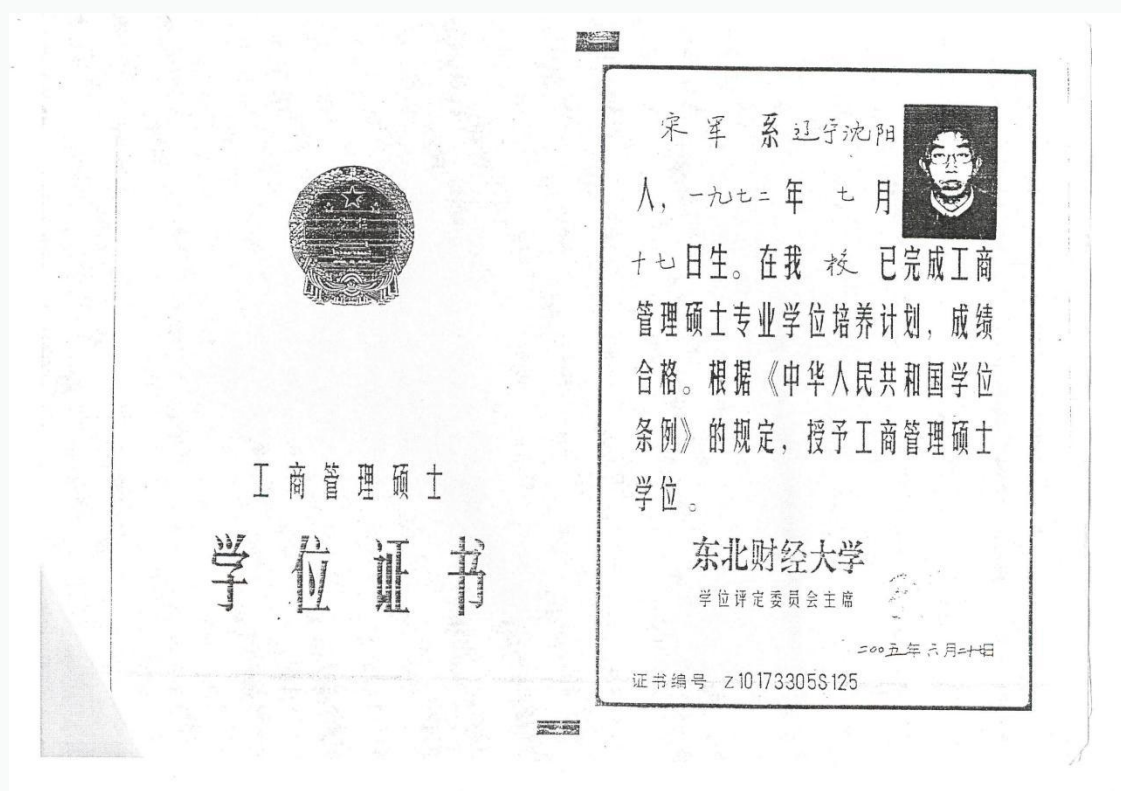 工商管理硕士
学位证书
宋军 系 辽宁沈阳
人，一九七二年 七 月
十七日生。在我 校 已完成工商
管理硕士专业学位培养计划，成绩
合格。根据《中华人民共和国学位
条例》的规定，授予工商管理硕士
学位。
东北财经大学
学位评定委员会主席
二〇〇五年六月二十日
证书编号 Z10173305S125